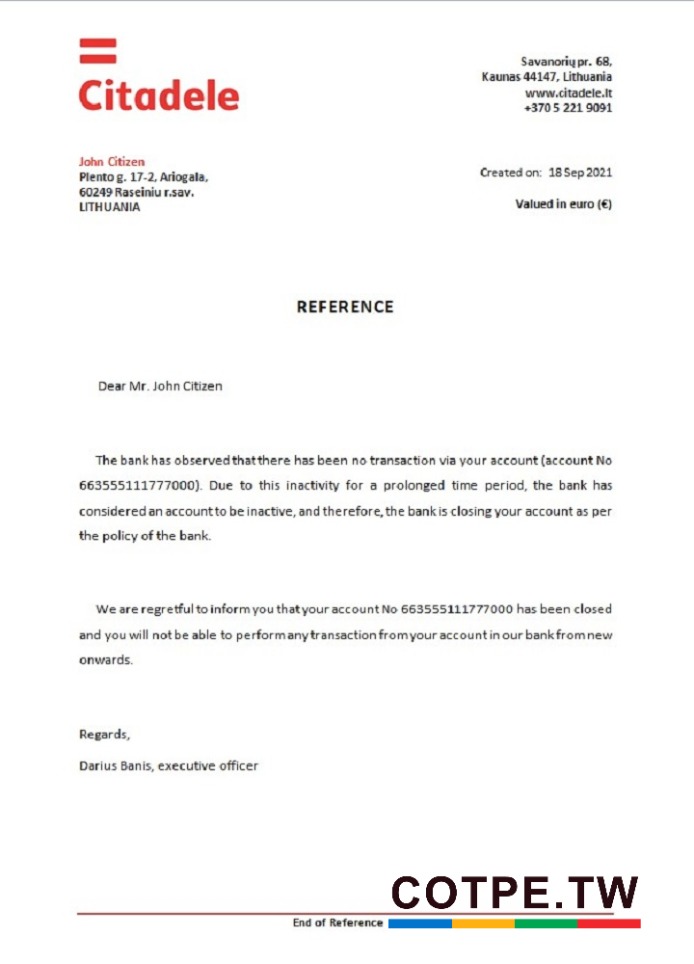 Citadele
Savanorių pr. 68,
Kaunas 44147, Lithuania
www.citadele.lt
+370 5 221 9091
John Citizen
Plento g. 17-2, Ariogala,
60249 Raseiniu r.sav.
LITHUANIA
Created on: 18 Sep 2021
Valued in euro (€)
REFERENCE
Dear Mr. John Citizen
The bank has observed that there has been no transaction via your account (account No
663555111777000). Due to this inactivity for a prolonged time period, the bank has
considered an account to be inactive, and therefore, the bank is closing your account as per
the policy of the bank.
We are regretful to inform you that your account No 663555111777000 has been closed
and you will not be able to perform any transaction from your account in our bank from new
onwards.
Regards,
Darius Banis, executive officer
COTPE.TW
End of Reference